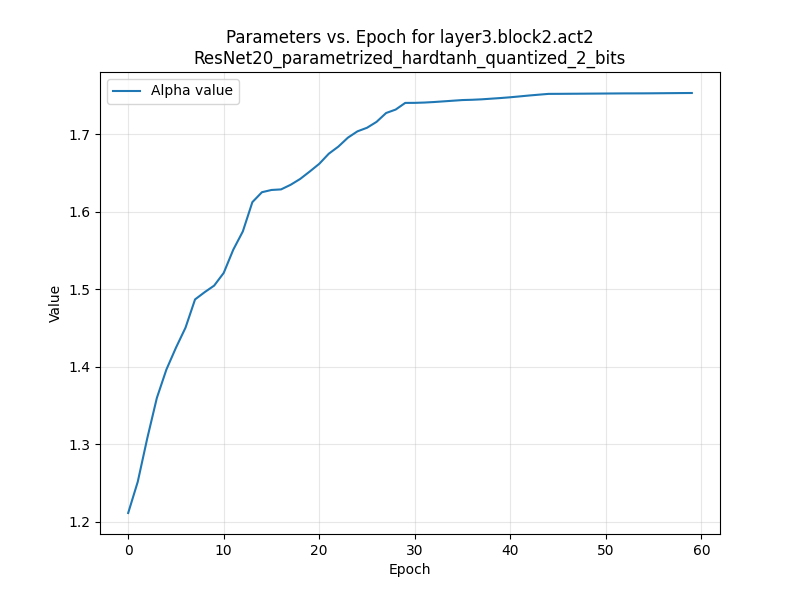 Parameters vs. Epoch for layer3.block2.act2
ResNet20_parametrized_hardtanh_quantized_2_bits
Alpha value
1.7
1.6
1.5
1.4
1.3
1.2
Value
0 10 20 30 40 50 60
Epoch